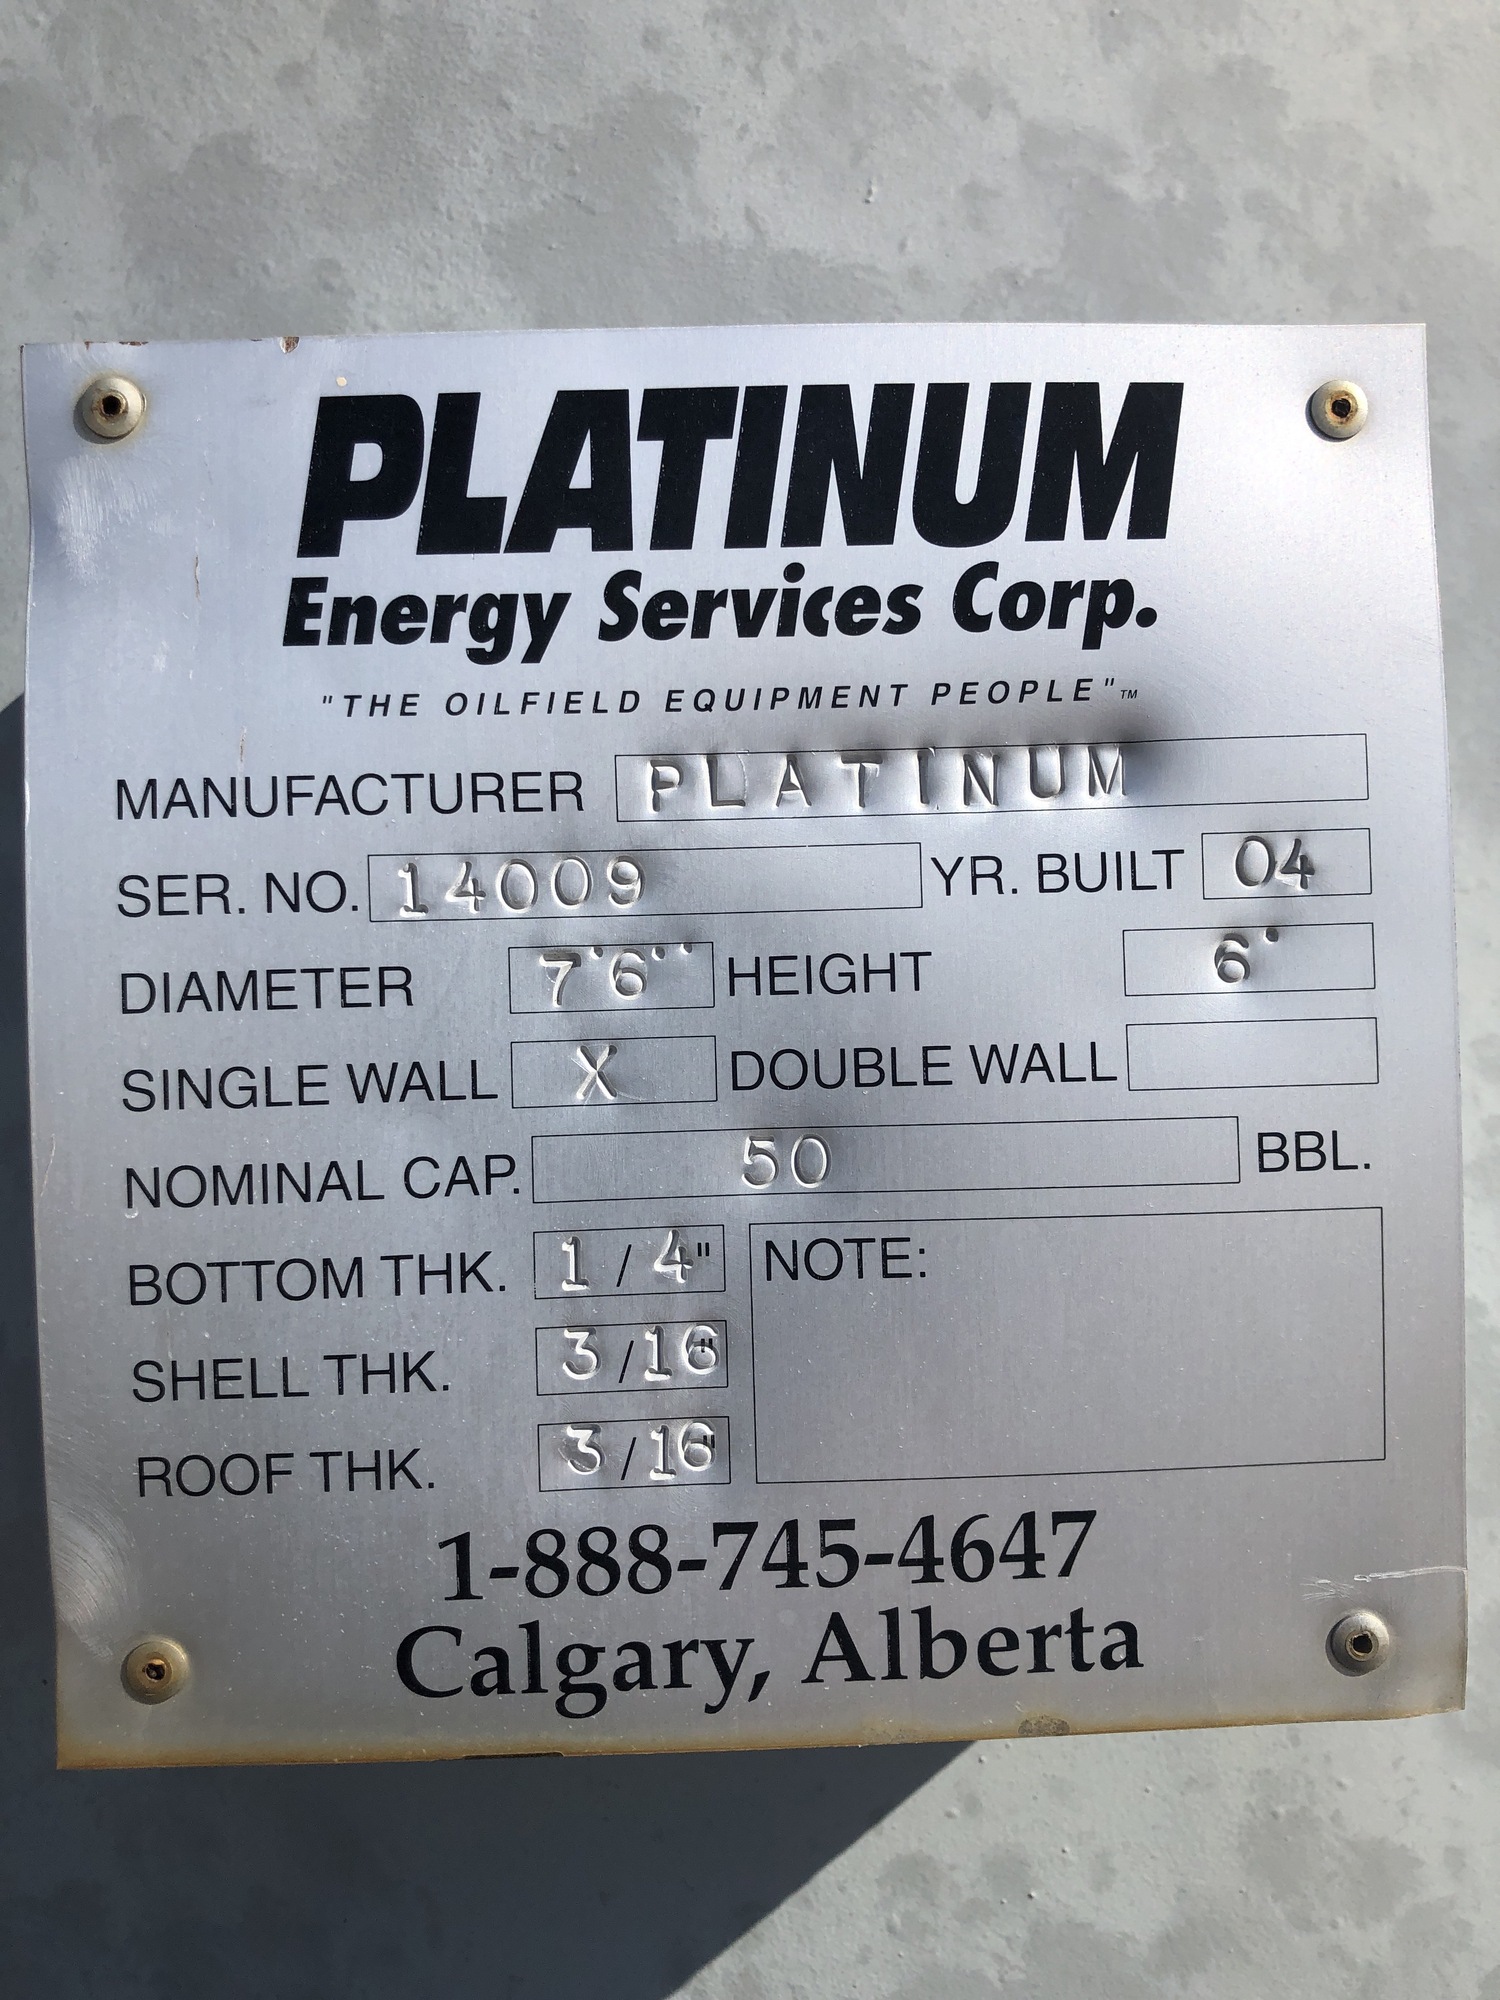 PLATINUM
Energy Services Corp.
"THE OILFIELD EQUIPMENT PEOPLE"™
MANUFACTURER PLATINUM
SER. NO. 14009 YR. BUILT 04
DIAMETER 7'6'' HEIGHT 6'
SINGLE WALL X DOUBLE WALL
NOMINAL CAP. 50 BBL.
BOTTOM THK. 1/4" NOTE:
SHELL THK. 3/16"
ROOF THK. 3/16"
1-888-745-4647
Calgary, Alberta